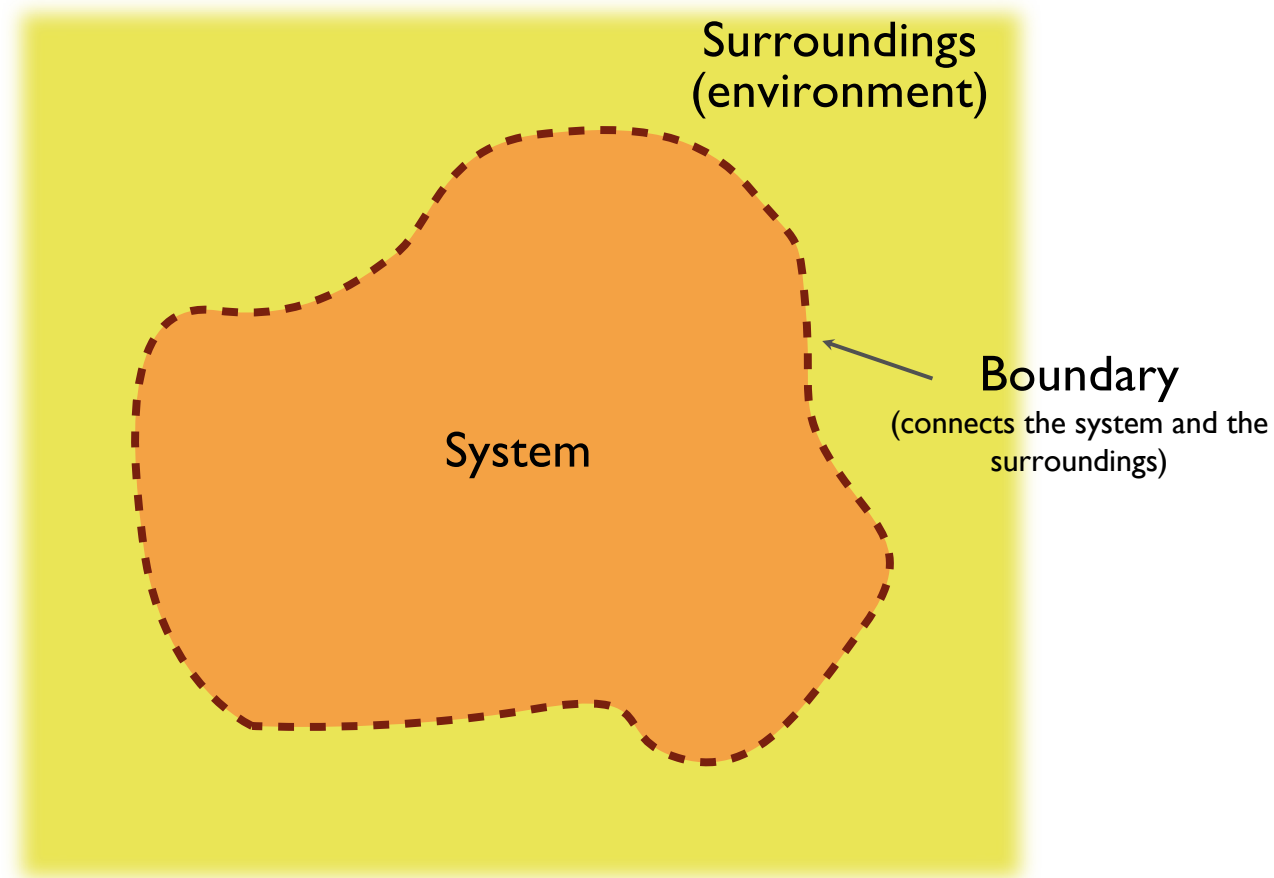 Surroundings
(environment)
Boundary
(connects the system and the
surroundings)
System